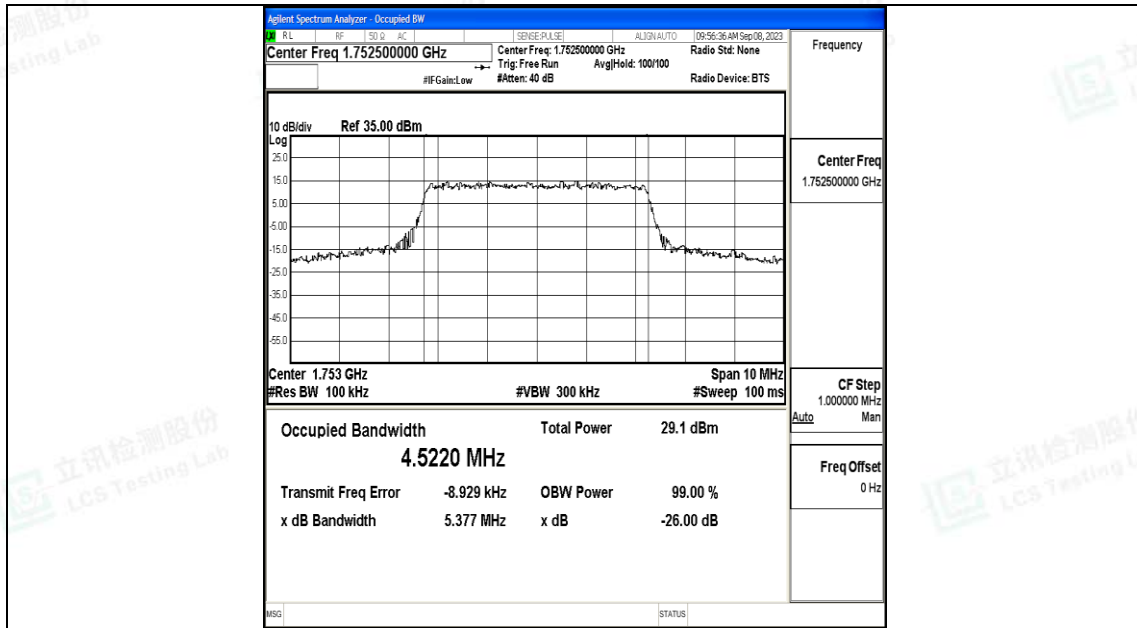 Agilent Spectrum Analyzer - Occupied BW
LXI RL RF 50 Ω AC SENSE:PULSE ALIGN AUTO 09:56:36 AM Sep 08, 2023
Center Freq 1.752500000 GHz
Center Freq: 1.752500000 GHz Radio Std: None
Trig: Free Run Avg|Hold: 100/100
#IFGain:Low #Atten: 40 dB Radio Device: BTS
10 dB/div Ref 35.00 dBm
Log
25.0
15.0
5.00
-5.00
-15.0
-25.0
-35.0
-45.0
-55.0
Center 1.753 GHz Span 10 MHz
#Res BW 100 kHz #VBW 300 kHz #Sweep 100 ms
Occupied Bandwidth Total Power 29.1 dBm
4.5220 MHz
Transmit Freq Error -8.929 kHz OBW Power 99.00 %
x dB Bandwidth 5.377 MHz x dB -26.00 dB
MSG STATUS
Frequency
Center Freq
1.752500000 GHz
CF Step
1.000000 MHz
Auto Man
Freq Offset
0 Hz
立讯检测股份
LCS Testing Lab
立讯检测股份
LCS Testing L
测股份
sting Lab
立